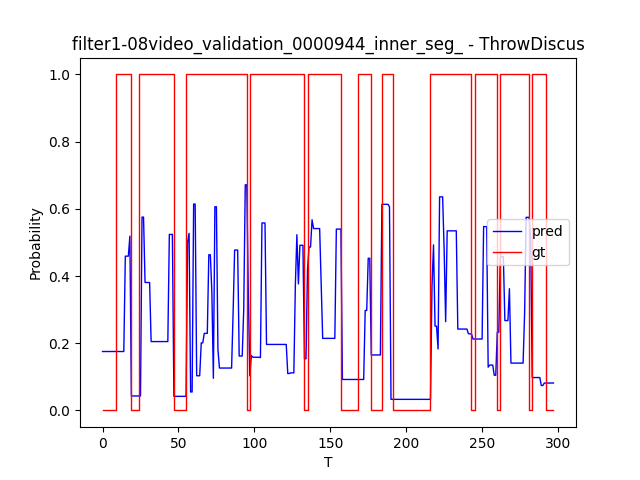 filter1-08video_validation_0000944_inner_seg_ - ThrowDiscus
1.0
0.8
0.6
0.4
0.2
0.0
Probability
pred
gt
0 50 100 150 200 250 300
T